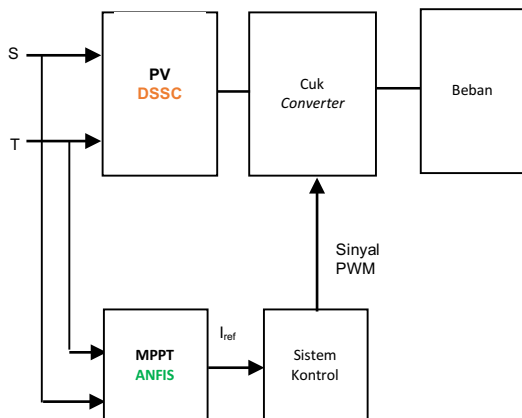 S
PV
DSSC
Cuk
Converter
Beban
T
Sinyal
PWM
MPPT
ANFIS
Iref
Sistem
Kontrol